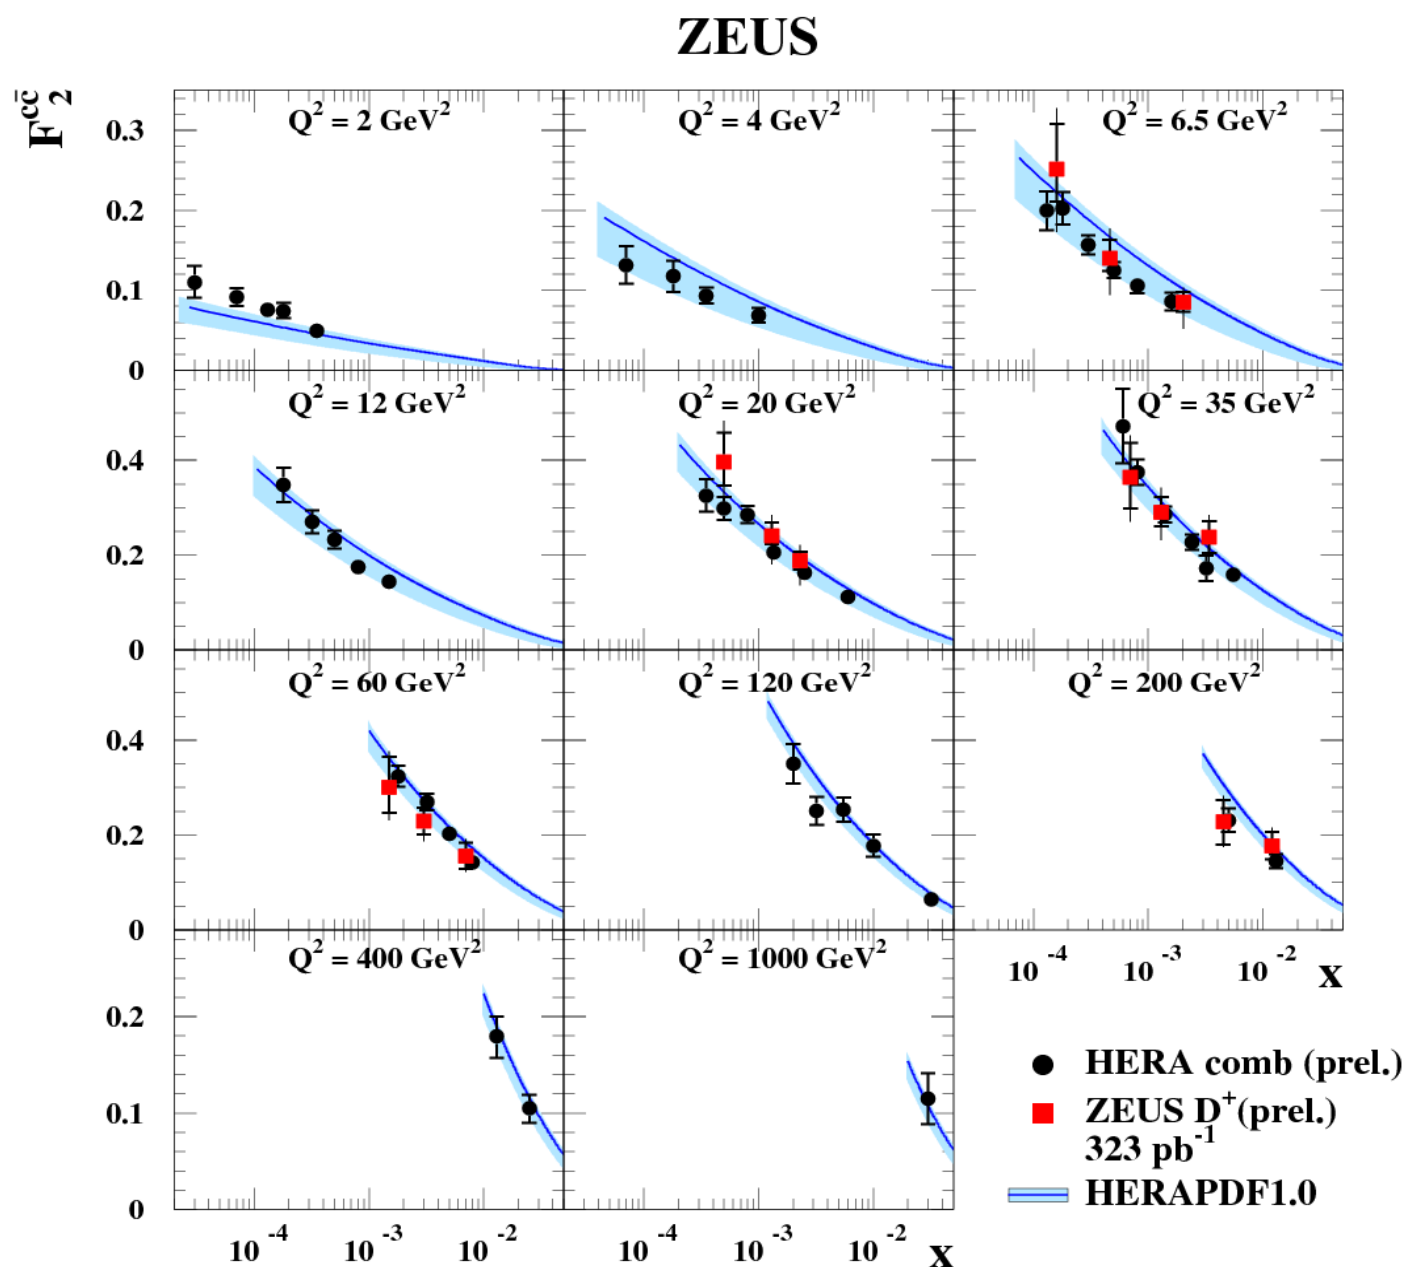 ZEUS
F₂^cc̄
Q² = 2 GeV²
Q² = 4 GeV²
Q² = 6.5 GeV²
0.3
0.2
0.1
0
Q² = 12 GeV²
Q² = 20 GeV²
Q² = 35 GeV²
0.4
0.2
0
Q² = 60 GeV²
Q² = 120 GeV²
Q² = 200 GeV²
0.4
0.2
0
10⁻⁴ 10⁻³ 10⁻² x
Q² = 400 GeV²
Q² = 1000 GeV²
0.2
0.1
0
10⁻⁴ 10⁻³ 10⁻²
10⁻⁴ 10⁻³ 10⁻² x
HERA comb (prel.)
ZEUS D⁺(prel.)
323 pb⁻¹
HERAPDF1.0